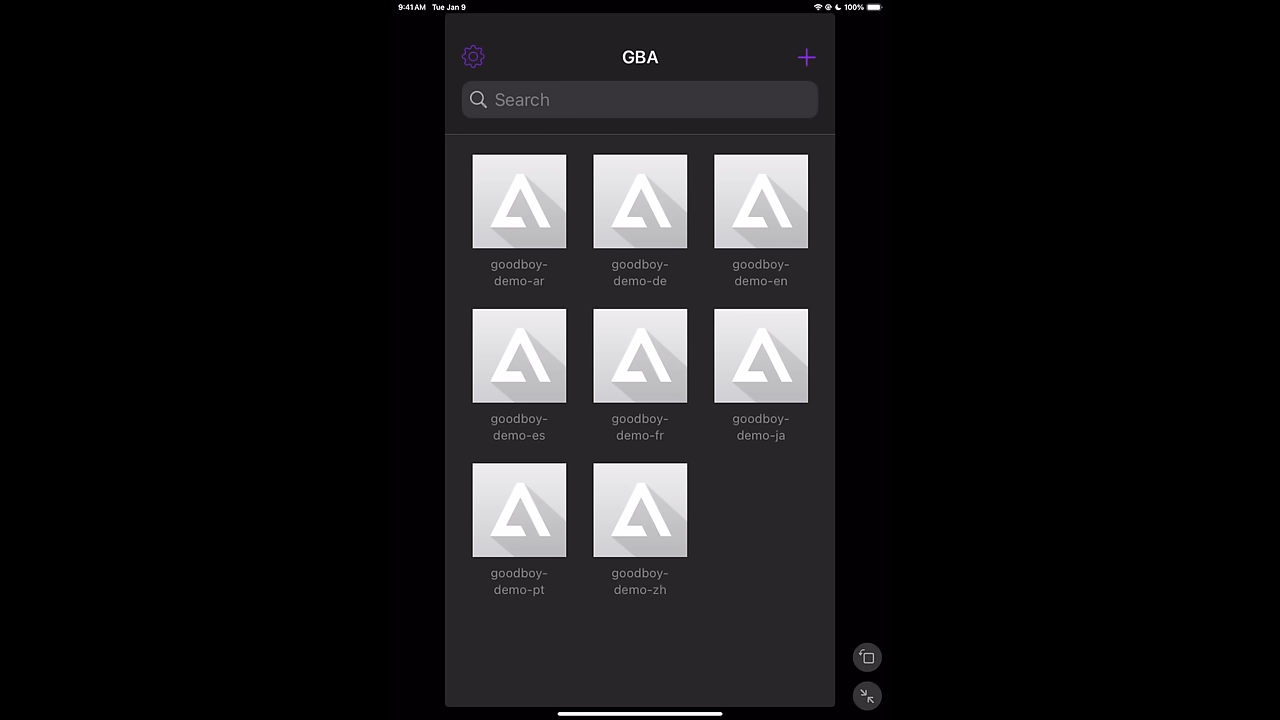 9:41 AM Tue Jan 9
100%
GBA
Search
goodboy-
demo-ar
goodboy-
demo-de
goodboy-
demo-en
goodboy-
demo-es
goodboy-
demo-fr
goodboy-
demo-ja
goodboy-
demo-pt
goodboy-
demo-zh